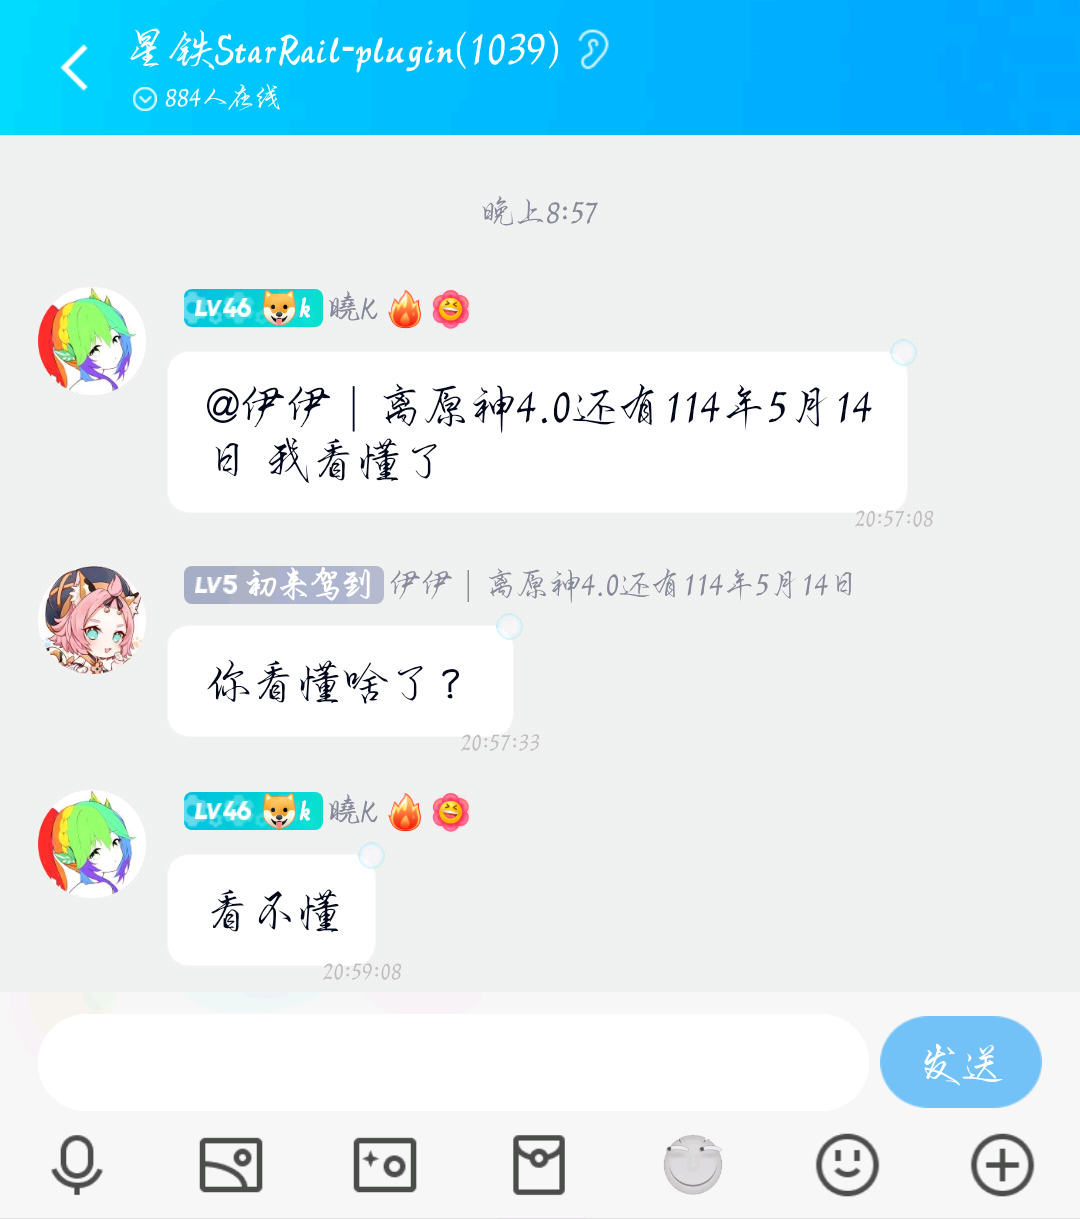 星铁StarRail-plugin(1039)
884人在线
晚上8:57
LV46 k 曉K
@伊伊｜离原神4.0还有114年5月14
日 我看懂了
20:57:08
LV5 初来驾到 伊伊｜离原神4.0还有114年5月14日
你看懂啥了？
20:57:33
LV46 k 曉K
看不懂
20:59:08
发送